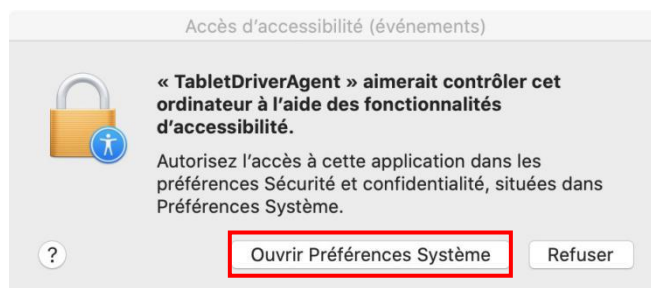 Accès d'accessibilité (événements)
« TabletDriverAgent » aimerait contrôler cet
ordinateur à l'aide des fonctionnalités
d'accessibilité.
Autorisez l'accès à cette application dans les
préférences Sécurité et confidentialité, situées dans
Préférences Système.
? Ouvrir Préférences Système Refuser